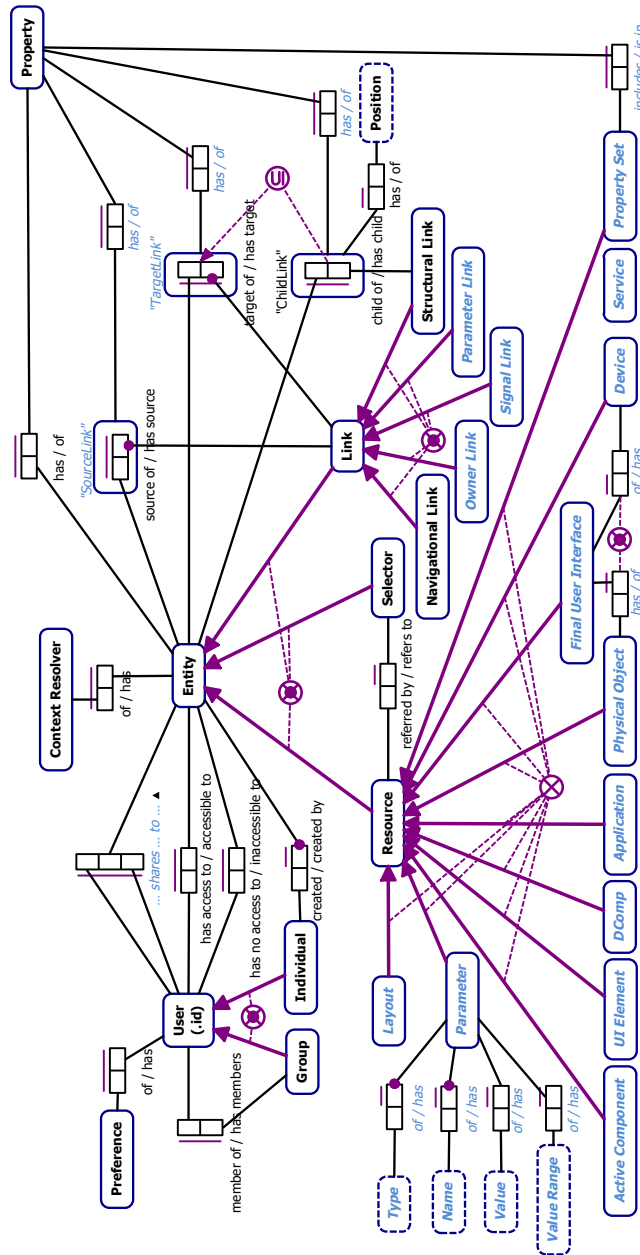 Property
has / of
has / of
has / of
has / of
includes / is in
Position
has / of
"TargetLink"
target of / has target
"ChildLink"
child of / has child
"SourceLink"
source of / has source
Structural Link
Parameter Link
Signal Link
Owner Link
Navigational Link
Link
Property Set
Service
Device
of / has
Final User Interface
has / of
Physical Object
Application
DComp
UI Element
Active Component
Context Resolver
of / has
Entity
Selector
referred by / refers to
Resource
... shares ... to ...
has access to / accessible to
has no access to / inaccessible to
created / created by
Individual
User
(.id)
Group
of / has
Preference
member of / has members
Layout
Parameter
of / has
of / has
of / has
of / has
Type
Name
Value
Value Range